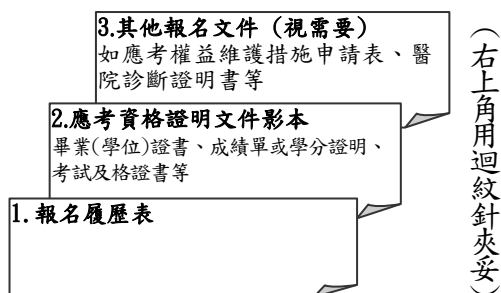 3.其他報名文件（視需要）
如應考權益維護措施申請表、醫
院診斷證明書等
2.應考資格證明文件影本
畢業(學位)證書、成績單或學分證明、
考試及格證書等
1.報名履歷表
（右上角用迴紋針夾妥）